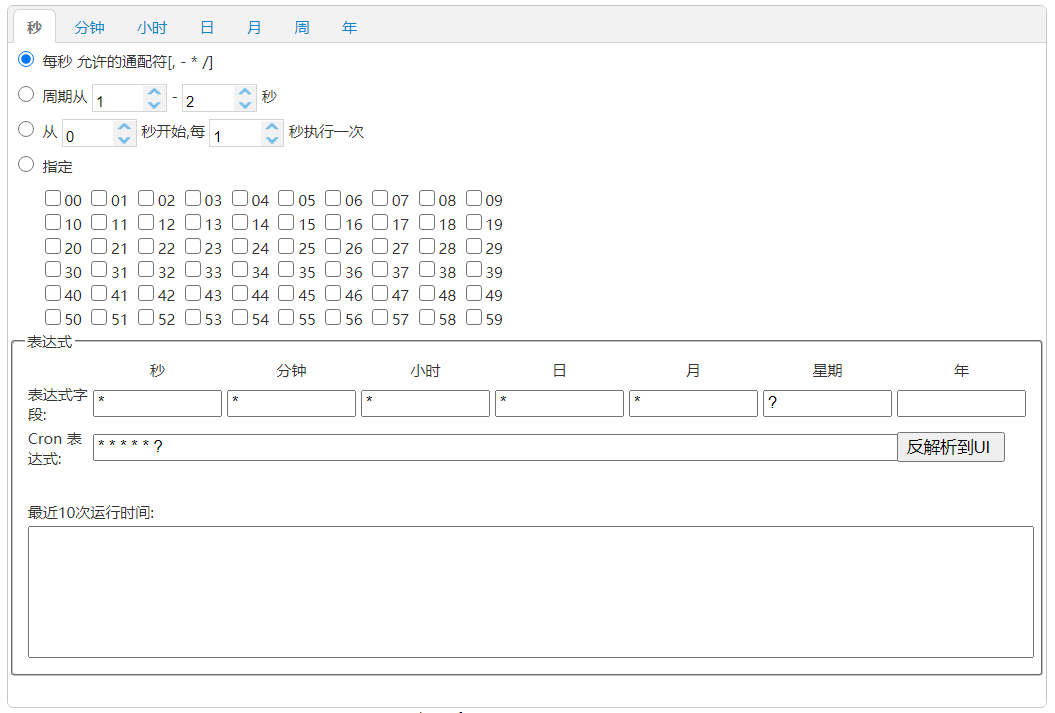 秒 分钟 小时 日 月 周 年
每秒 允许的通配符[, - * /]
周期从 1 - 2 秒
从 0 秒开始,每 1 秒执行一次
指定
00 01 02 03 04 05 06 07 08 09
10 11 12 13 14 15 16 17 18 19
20 21 22 23 24 25 26 27 28 29
30 31 32 33 34 35 36 37 38 39
40 41 42 43 44 45 46 47 48 49
50 51 52 53 54 55 56 57 58 59
表达式
秒 分钟 小时 日 月 星期 年
表达式字
段: * * * * * ?
Cron 表
达式: * * * * * ? 反解析到UI
最近10次运行时间: